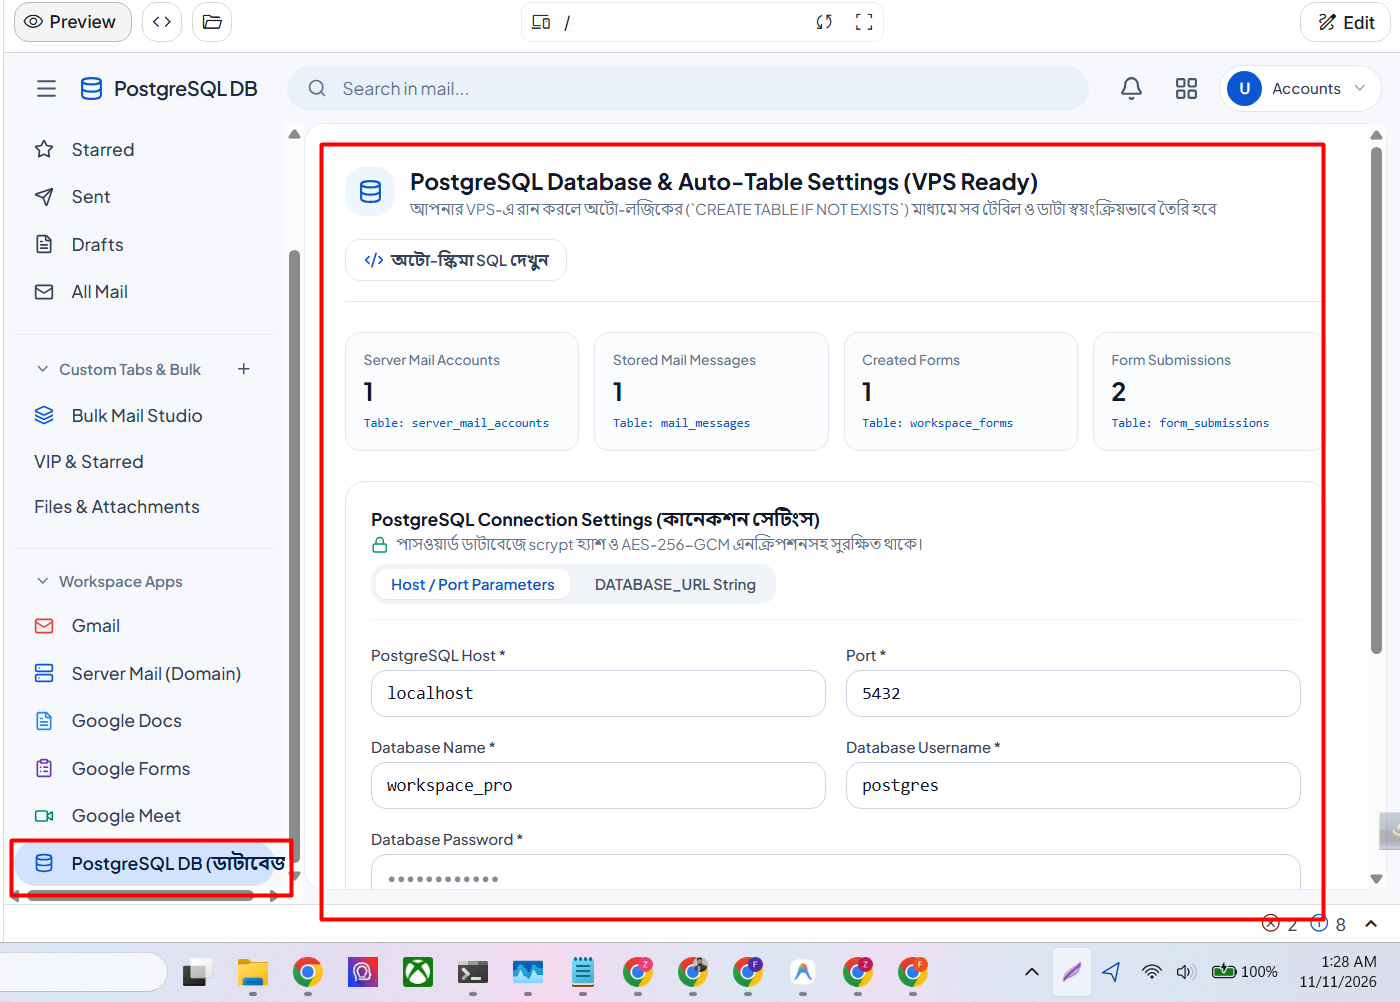 Preview
/
Edit
PostgreSQL DB
Search in mail...
U
Accounts
Starred
Sent
Drafts
All Mail
Custom Tabs & Bulk
Bulk Mail Studio
VIP & Starred
Files & Attachments
Workspace Apps
Gmail
Server Mail (Domain)
Google Docs
Google Forms
Google Meet
PostgreSQL DB (ডাটাবেড
PostgreSQL Database & Auto-Table Settings (VPS Ready)
আপনার VPS-এ রান করলে অটো-লজিকের (`CREATE TABLE IF NOT EXISTS`) মাধ্যমে সব টেবিল ও ডাটা স্বয়ংক্রিয়ভাবে তৈরি হবে
</> অটো-স্কিমা SQL দেখুন
Server Mail Accounts
1
Table: server_mail_accounts
Stored Mail Messages
1
Table: mail_messages
Created Forms
1
Table: workspace_forms
Form Submissions
2
Table: form_submissions
PostgreSQL Connection Settings (কানেকশন সেটিংস)
পাসওয়ার্ড ডাটাবেজে scrypt হ্যাশ ও AES-256-GCM এনক্রিপশনসহ সুরক্ষিত থাকে।
Host / Port Parameters
DATABASE_URL String
PostgreSQL Host *
localhost
Port *
5432
Database Name *
workspace_pro
Database Username *
postgres
Database Password *
••••••••••••
2
8
Z
F
Z
F
100%
1:28 AM
11/11/2026